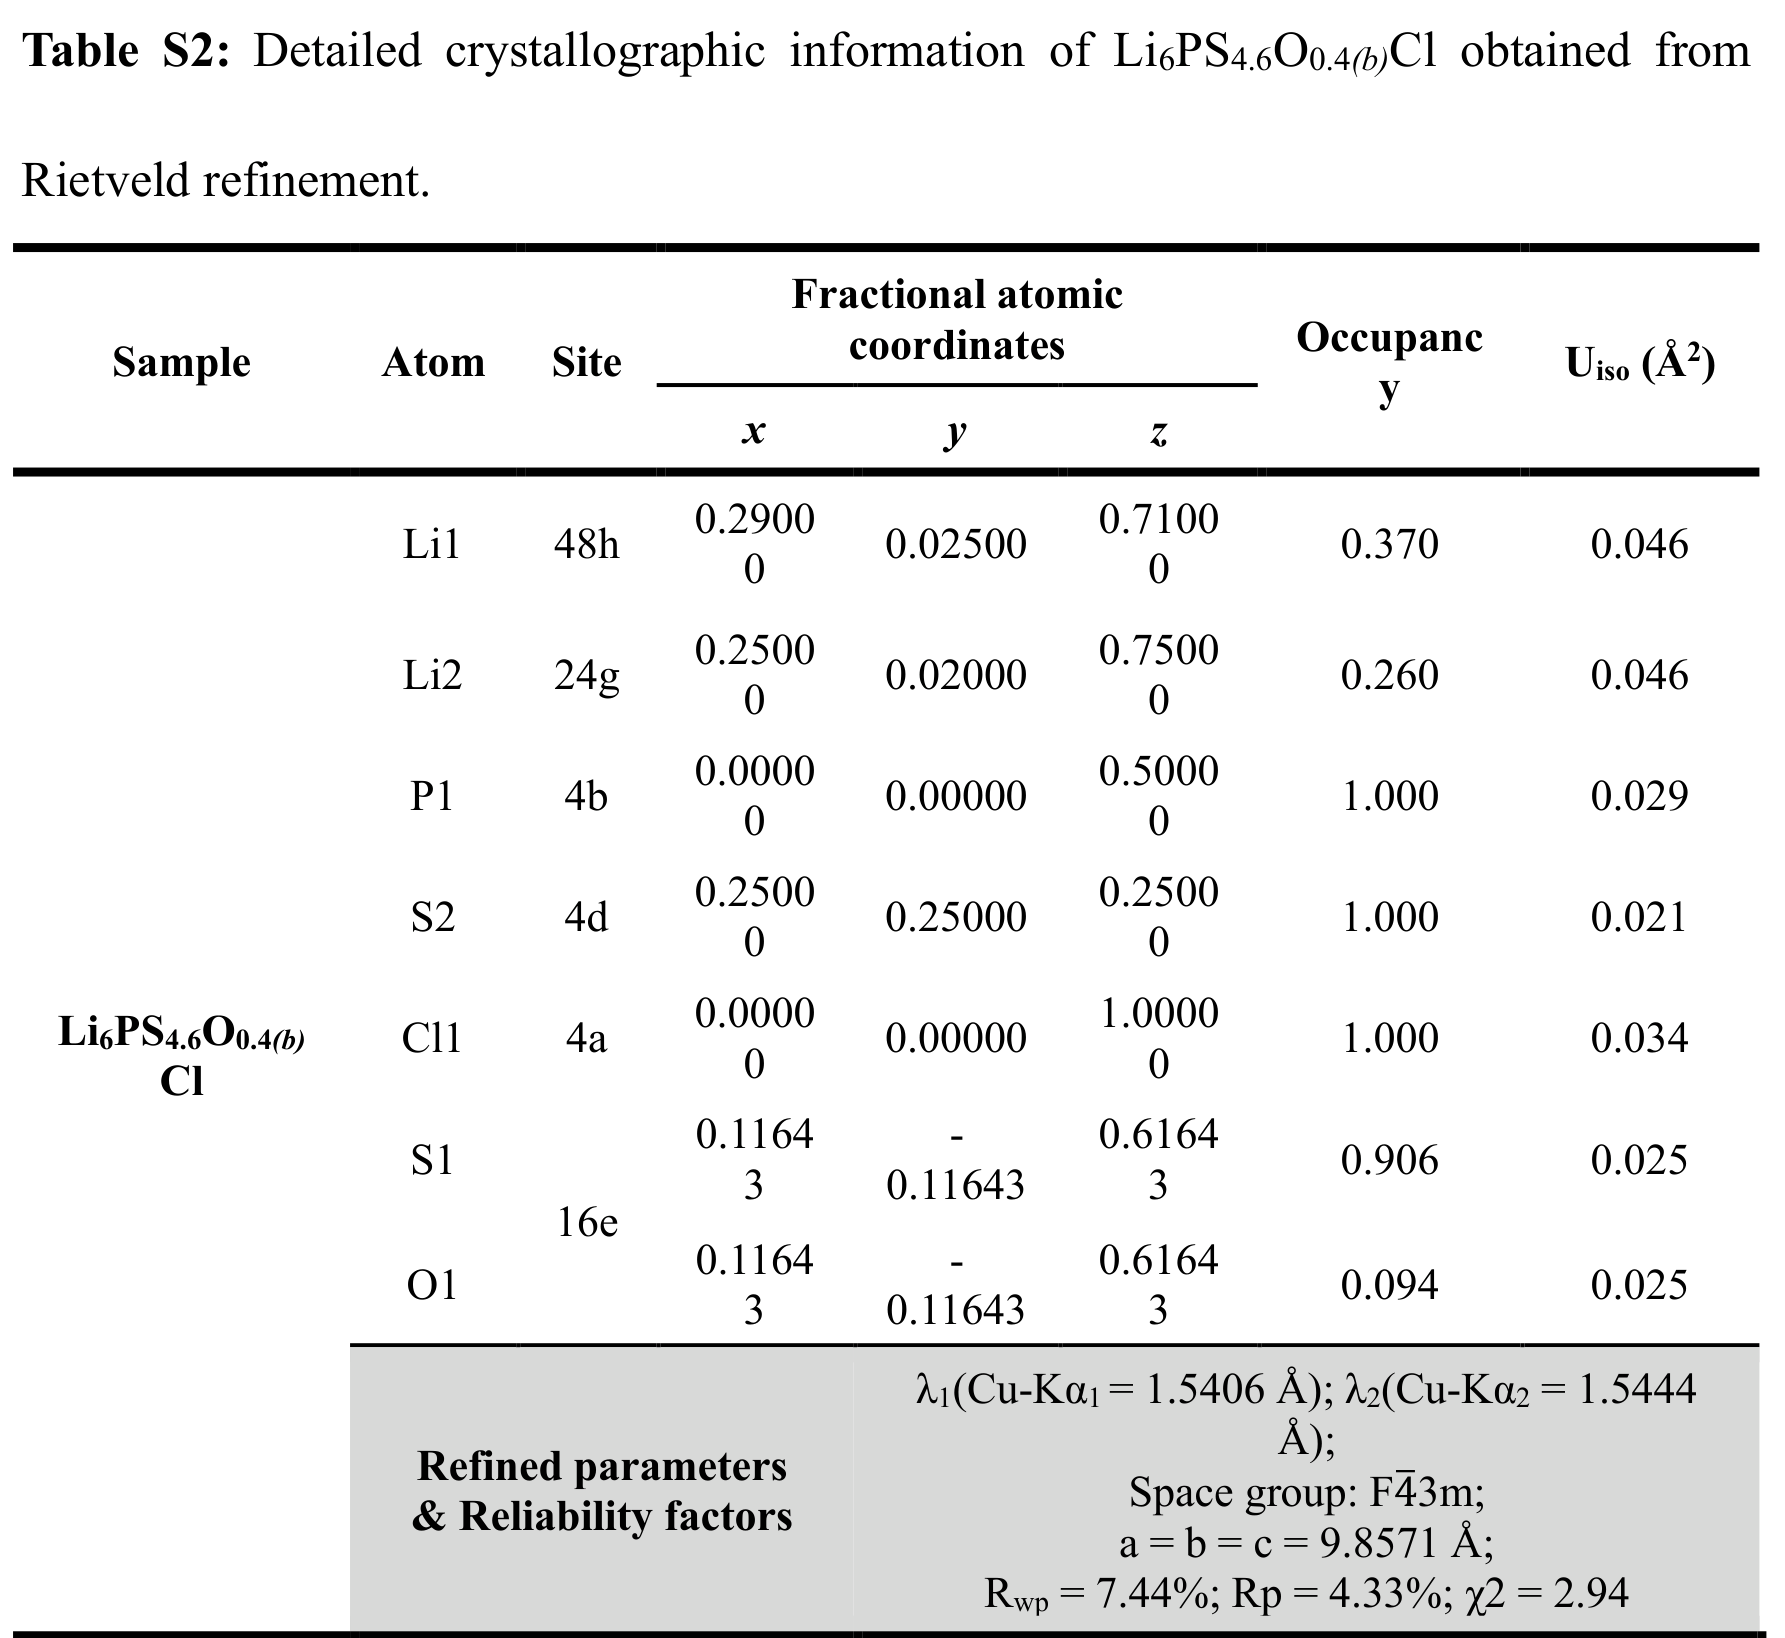 Table S2: Detailed crystallographic information of Li₆PS₄.₆O₀.₄₍b₎Cl obtained from
Rietveld refinement.
Sample Atom Site Fractional atomic coordinates Occupanc y Uiso (Å²)
x y z
Li1 48h 0.2900 0 0.02500 0.7100 0 0.370 0.046
Li2 24g 0.2500 0 0.02000 0.7500 0 0.260 0.046
P1 4b 0.0000 0 0.00000 0.5000 0 1.000 0.029
S2 4d 0.2500 0 0.25000 0.2500 0 1.000 0.021
Li₆PS₄.₆O₀.₄₍b₎ Cl
Cl1 4a 0.0000 0 0.00000 1.0000 0 1.000 0.034
S1 16e 0.1164 3 - 0.11643 0.6164 3 0.906 0.025
O1 0.1164 3 - 0.11643 0.6164 3 0.094 0.025
Refined parameters
& Reliability factors
λ₁(Cu-Kα₁ = 1.5406 Å); λ₂(Cu-Kα₂ = 1.5444
Å);
Space group: F4̅3m;
a = b = c = 9.8571 Å;
Rwp = 7.44%; Rp = 4.33%; χ2 = 2.94